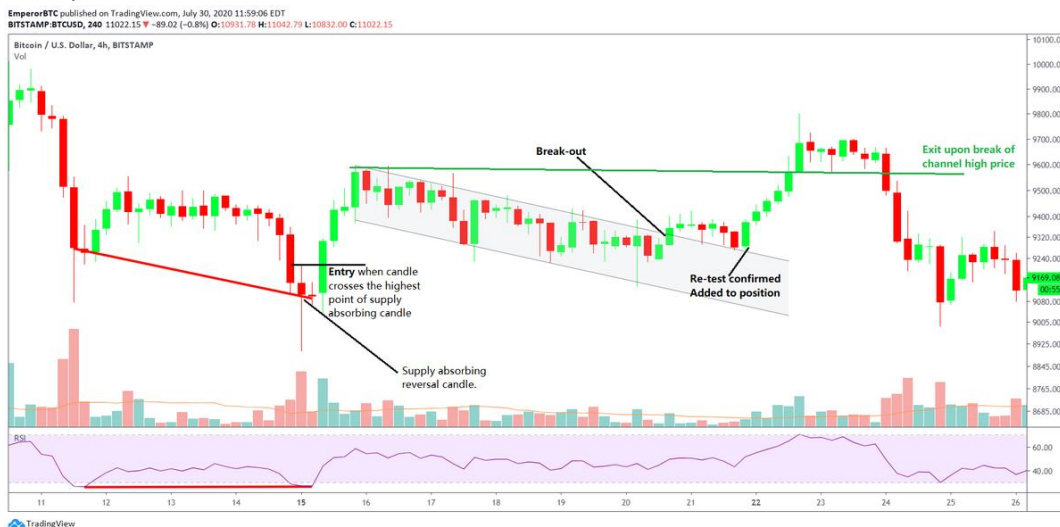 EmperorBTC published on TradingView.com, July 30, 2020 11:59:06 EDT
BITSTAMP:BTCUSD, 240 11022.15 ▼ −89.02 (−0.8%) O:10931.78 H:11042.79 L:10832.00 C:11022.15
Bitcoin / U.S. Dollar, 4h, BITSTAMP
Vol
10100.0
10000.0
9900.00
9800.00
9700.00
9600.00
9500.00
9400.00
9320.00
9240.00
9169.08
00:55
9080.00
9005.00
8925.00
8845.00
8765.00
8685.00
Break-out
Exit upon break of
channel high price
Entry when candle
crosses the highest
point of supply
absorbing candle
Re-test confirmed
Added to position
Supply absorbing
reversal candle.
RSI
60.00
40.00
11
12
13
14
15
16
17
18
19
20
21
22
23
24
25
26
TradingView